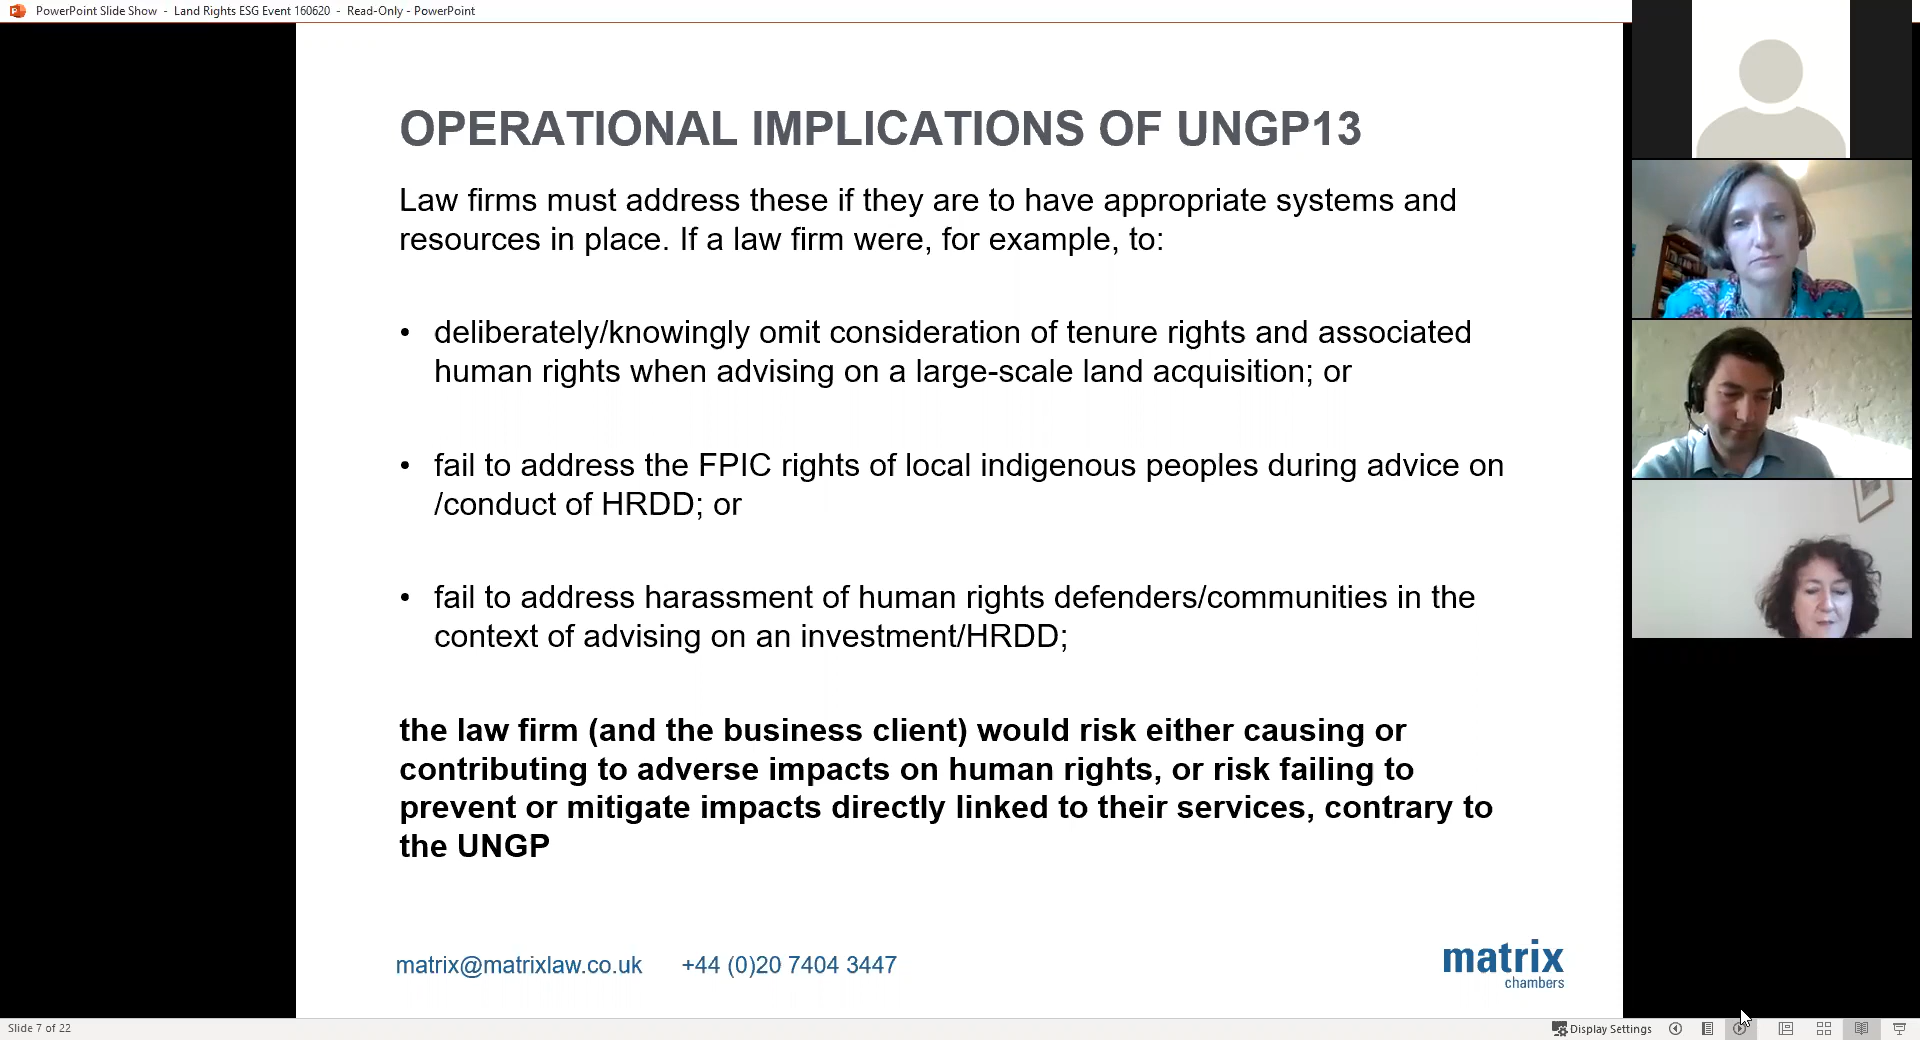 PowerPoint Slide Show - Land Rights ESG Event 160620 - Read-Only - PowerPoint
OPERATIONAL IMPLICATIONS OF UNGP13
Law firms must address these if they are to have appropriate systems and
resources in place. If a law firm were, for example, to:
• deliberately/knowingly omit consideration of tenure rights and associated
human rights when advising on a large-scale land acquisition; or
• fail to address the FPIC rights of local indigenous peoples during advice on
/conduct of HRDD; or
• fail to address harassment of human rights defenders/communities in the
context of advising on an investment/HRDD;
the law firm (and the business client) would risk either causing or
contributing to adverse impacts on human rights, or risk failing to
prevent or mitigate impacts directly linked to their services, contrary to
the UNGP
matrix@matrixlaw.co.uk +44 (0)20 7404 3447
matrix
chambers
Slide 7 of 22
Display Settings